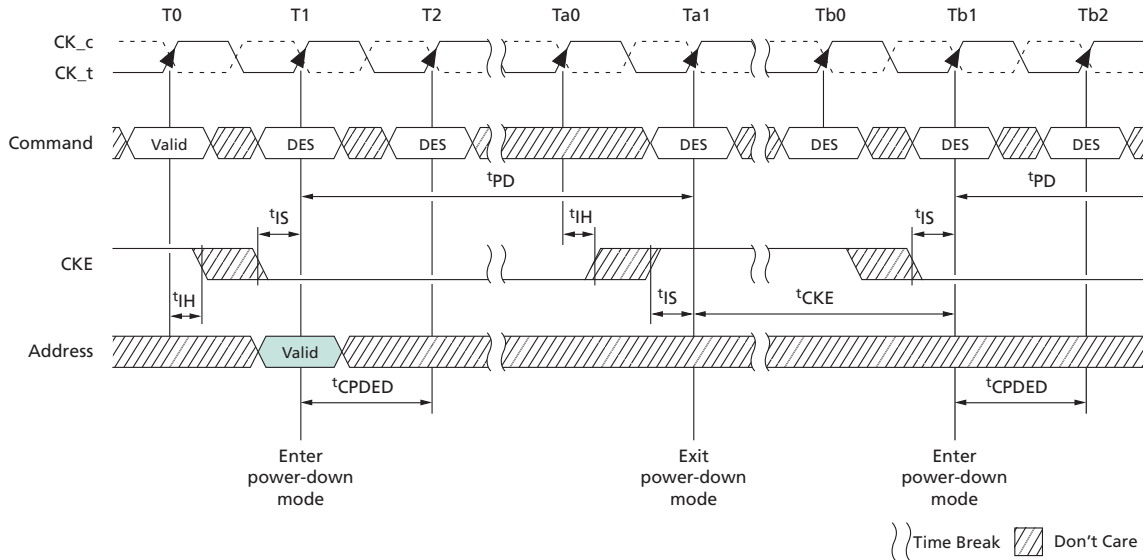 T0 T1 T2 Ta0 Ta1 Tb0 Tb1 Tb2
CK_c
CK_t
Command Valid DES DES DES DES DES DES
tPD tPD
tIS tIH tIS
CKE
tIH tIS tCKE
Address Valid
tCPDED tCPDED
Enter power-down mode
Exit power-down mode
Enter power-down mode
Time Break Don't Care